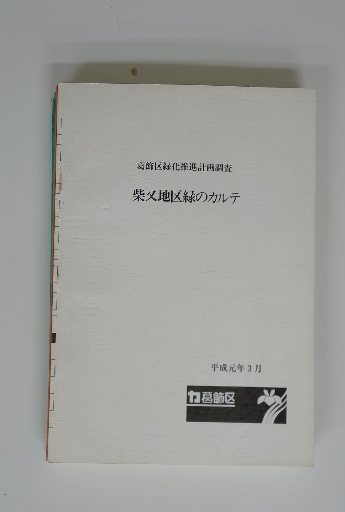 葛飾区緑化推進計画調査
柴又地区緑のカルテ
平成元年3月
葛飾区